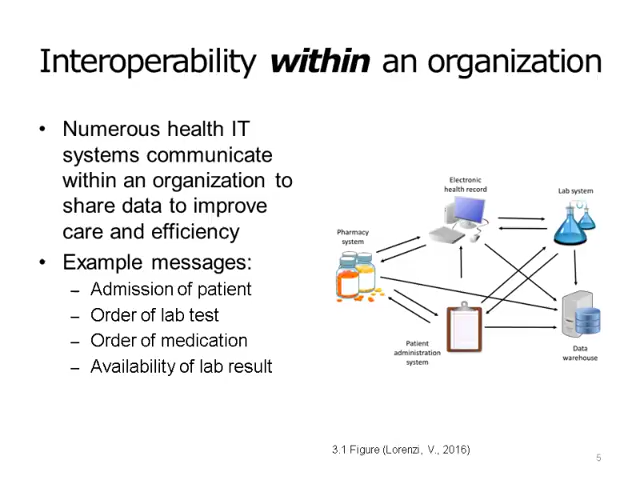 Interoperability within an organization
• Numerous health IT
systems communicate
within an organization to
share data to improve
care and efficiency
• Example messages:
– Admission of patient
– Order of lab test
– Order of medication
– Availability of lab result
Electronic
health record
Lab system
Pharmacy
system
Patient
administration
system
Data
warehouse
3.1 Figure (Lorenzi, V., 2016)
5